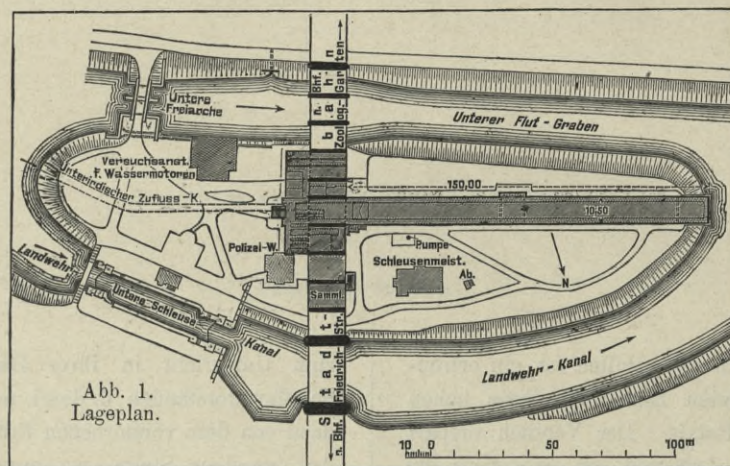 Untere
Freiarche
Versuchsanst.
f. Wassermotoren
Unterirdischer Zufluss-K.
Landwehr
Untere Schleuse
Polizei-W.
Kanal
n. Bhf. Zoolog. Garten
Stadtbahn
Samml.
n. Bhf. Friedrich-Str.
Unterer Flut-Graben
150,00
10·50
Pumpe
Schleusenmeist.
Ab.
N
Landwehr-Kanal
10 0 50 100m
Abb. 1.
Lageplan.